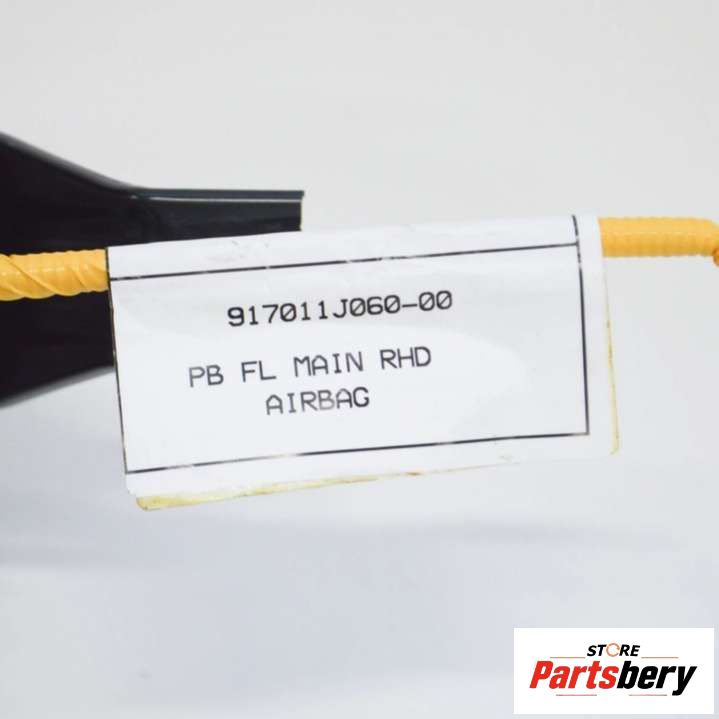 917011J060-00
PB FL MAIN RHD
AIRBAG
STORE
Partsbery